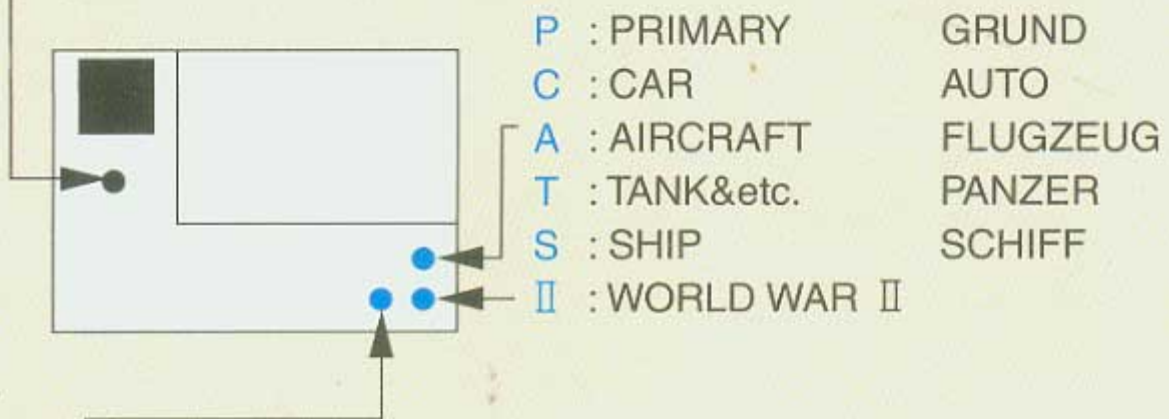 P : PRIMARY GRUND
C : CAR AUTO
A : AIRCRAFT FLUGZEUG
T : TANK&etc. PANZER
S : SHIP SCHIFF
Ⅱ : WORLD WAR Ⅱ